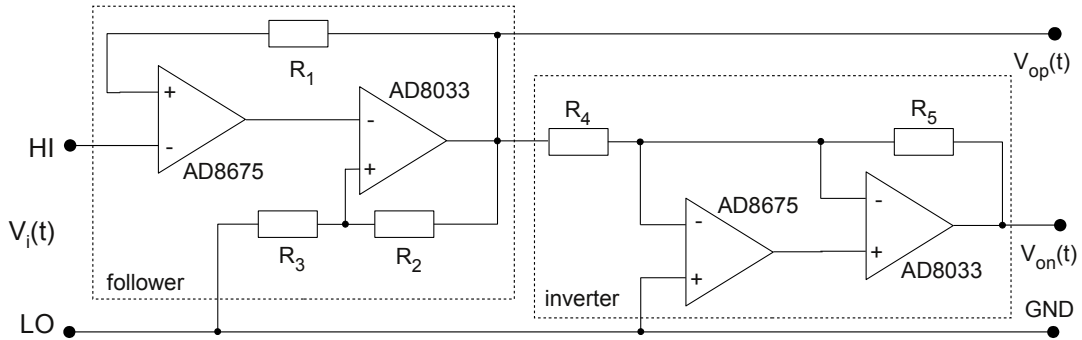 R1
Vop(t)
AD8033
+
-
+
-
R4
R5
HI
AD8675
AD8675
-
-
Vi(t)
+
+
R3
R2
AD8033
Von(t)
follower
inverter
GND
LO